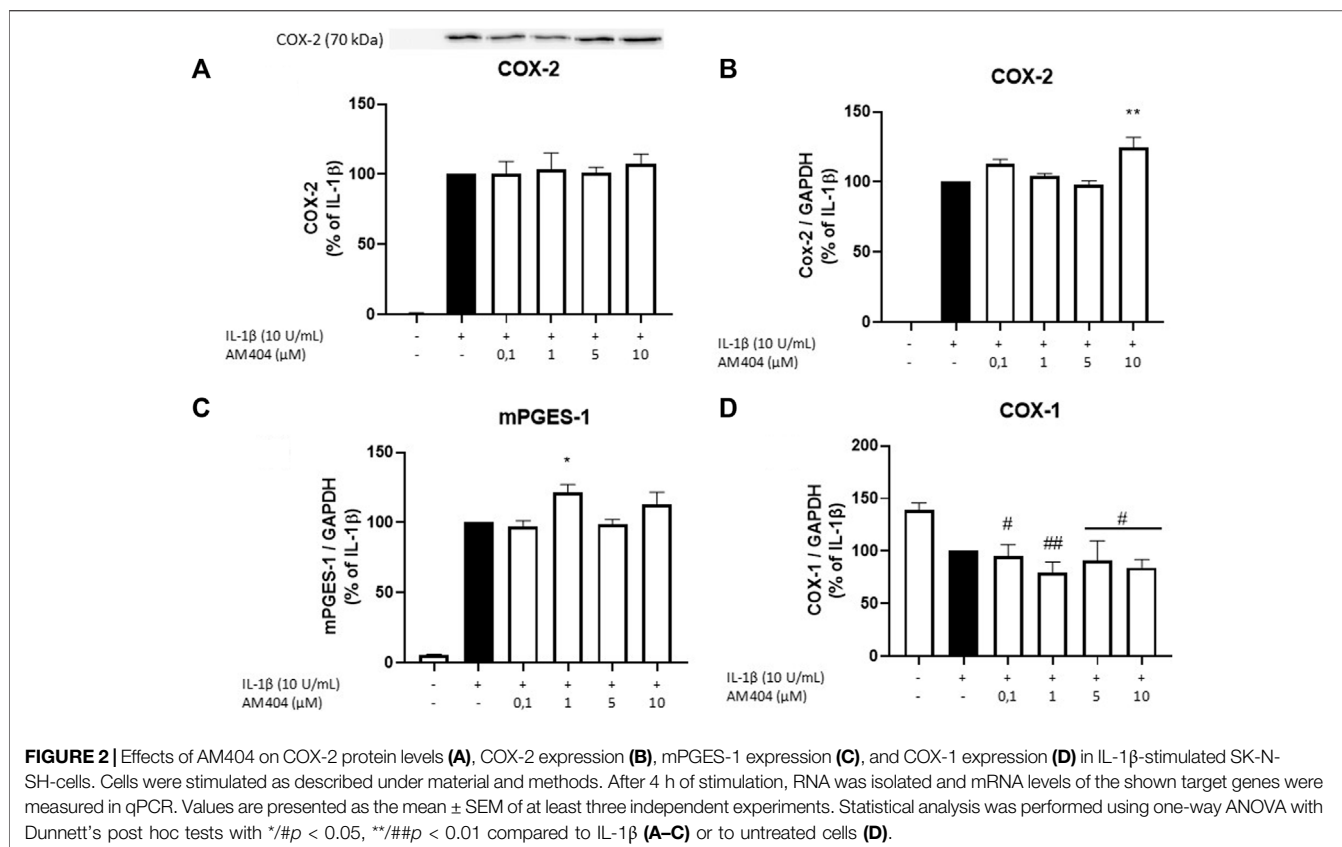 COX-2 (70 kDa)
A
COX-2
COX-2
(% of IL-1β)
150
100
50
0
IL-1β (10 U/mL) - + + + + +
AM404 (μM) - - 0,1 1 5 10
B
COX-2
Cox-2 / GAPDH
(% of IL-1β)
150
100
50
0
**
IL-1β (10 U/mL) - + + + + +
AM404 (μM) - - 0,1 1 5 10
C
mPGES-1
mPGES-1 / GAPDH
(% of IL-1β)
150
100
50
0
*
IL-1β (10 U/mL) - + + + + +
AM404 (μM) - - 0,1 1 5 10
D
COX-1
COX-1 / GAPDH
(% of IL-1β)
200
150
100
50
0
# ## #
IL-1β (10 U/mL) - + + + + +
AM404 (μM) - - 0,1 1 5 10
FIGURE 2 | Effects of AM404 on COX-2 protein levels (A), COX-2 expression (B), mPGES-1 expression (C), and COX-1 expression (D) in IL-1β-stimulated SK-N-
SH-cells. Cells were stimulated as described under material and methods. After 4 h of stimulation, RNA was isolated and mRNA levels of the shown target genes were
measured in qPCR. Values are presented as the mean ± SEM of at least three independent experiments. Statistical analysis was performed using one-way ANOVA with
Dunnett's post hoc tests with */#p < 0.05, **/##p < 0.01 compared to IL-1β (A–C) or to untreated cells (D).